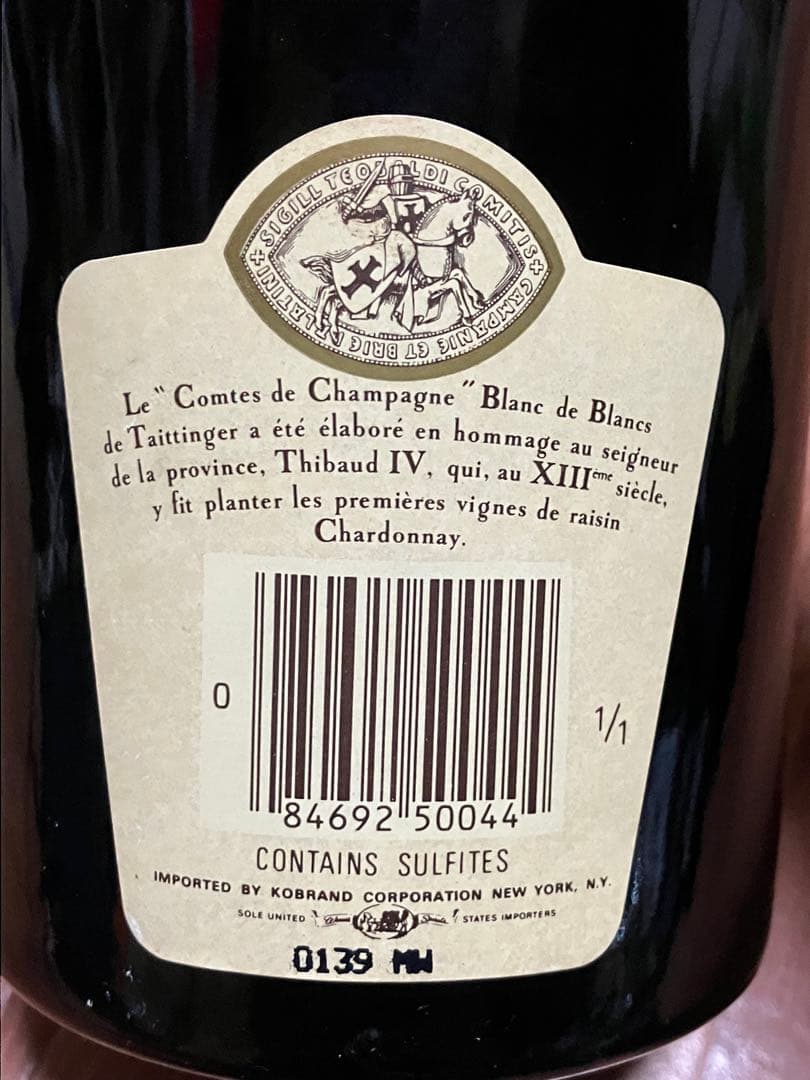 + SIGILL TEOBALDI COMITIS + CAMPANIE ET BRIE PALATINI
Le "Comtes de Champagne" Blanc de Blancs
de Taittinger a été élaboré en hommage au seigneur
de la province, Thibaud IV, qui, au XIIIème siècle,
y fit planter les premières vignes de raisin
Chardonnay.
0
1/1
84692 50044
CONTAINS SULFITES
IMPORTED BY KOBRAND CORPORATION NEW YORK, N.Y.
SOLE UNITED STATES IMPORTERS
0139 MW